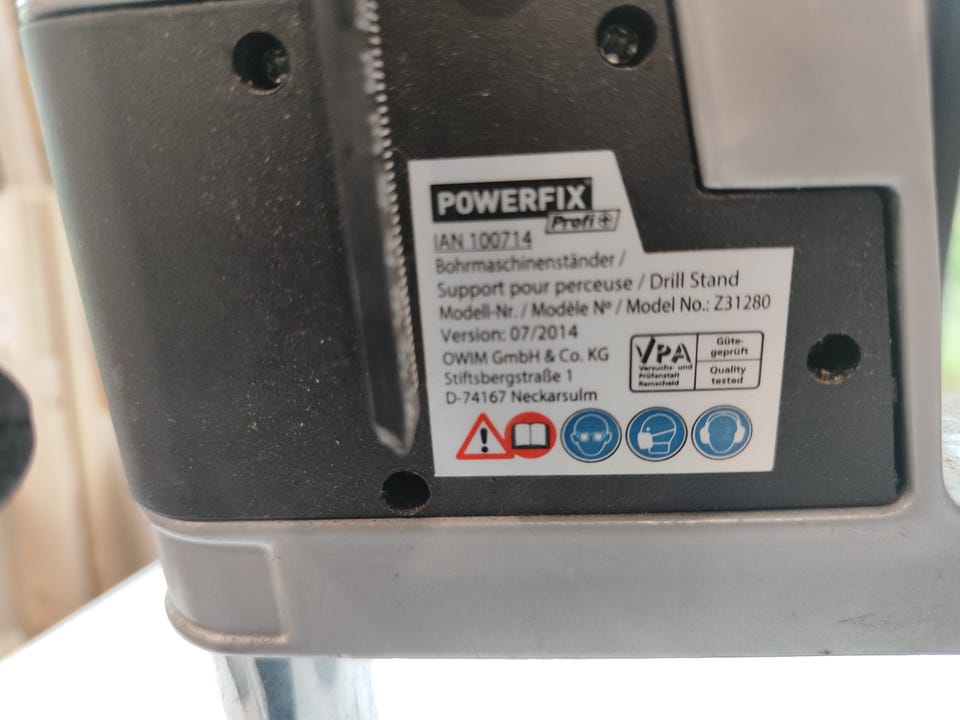 POWERFIX
Profi+
IAN 100714
Bohrmaschinenständer /
Support pour perceuse / Drill Stand
Modell-Nr. / Modèle Nº / Model No.: Z31280
Version: 07/2014
OWIM GmbH & Co. KG
Stiftsbergstraße 1
D-74167 Neckarsulm
VPA
Versuchs- und
Prüfanstalt
Remscheid
Güte-
geprüft
Quality
tested